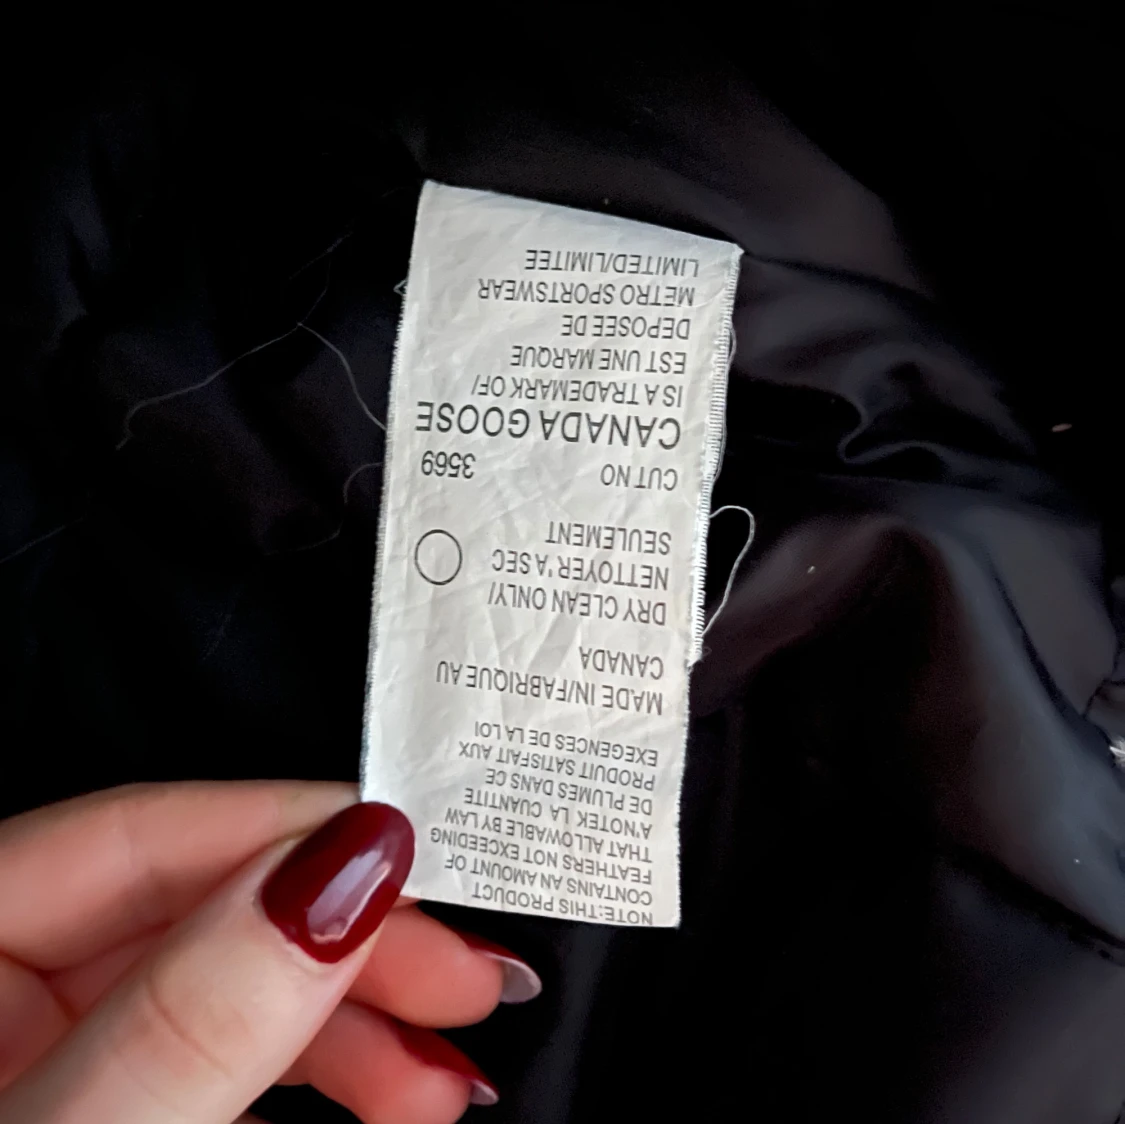 NOTE:THIS PRODUCT
CONTAINS AN AMOUNT OF
FEATHERS NOT EXCEEDING
THAT ALLOWABLE BY LAW
A'NOTEK LA CUANTITE
DE PLUMES DANS CE
PRODUIT SATISFAIT AUX
EXEGENCES DE LA LOI
MADE IN/FABRIQUE AU
CANADA
DRY CLEAN ONLY/
NETTOYER'A SEC
SEULEMENT
CUT NO 3569
CANADA GOOSE
IS A TRADEMARK OF/
EST UNE MARQUE
DEPOSEE DE
METRO SPORTSWEAR
LIMITED/LIMITEE